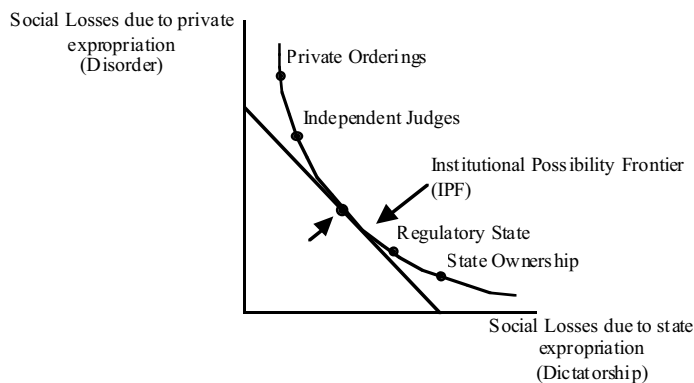 Social Losses due to private
expropriation
(Disorder)
Private Orderings
Independent Judges
Institutional Possibility Frontier
(IPF)
Regulatory State
State Ownership
Social Losses due to state
expropriation
(Dictatorship)